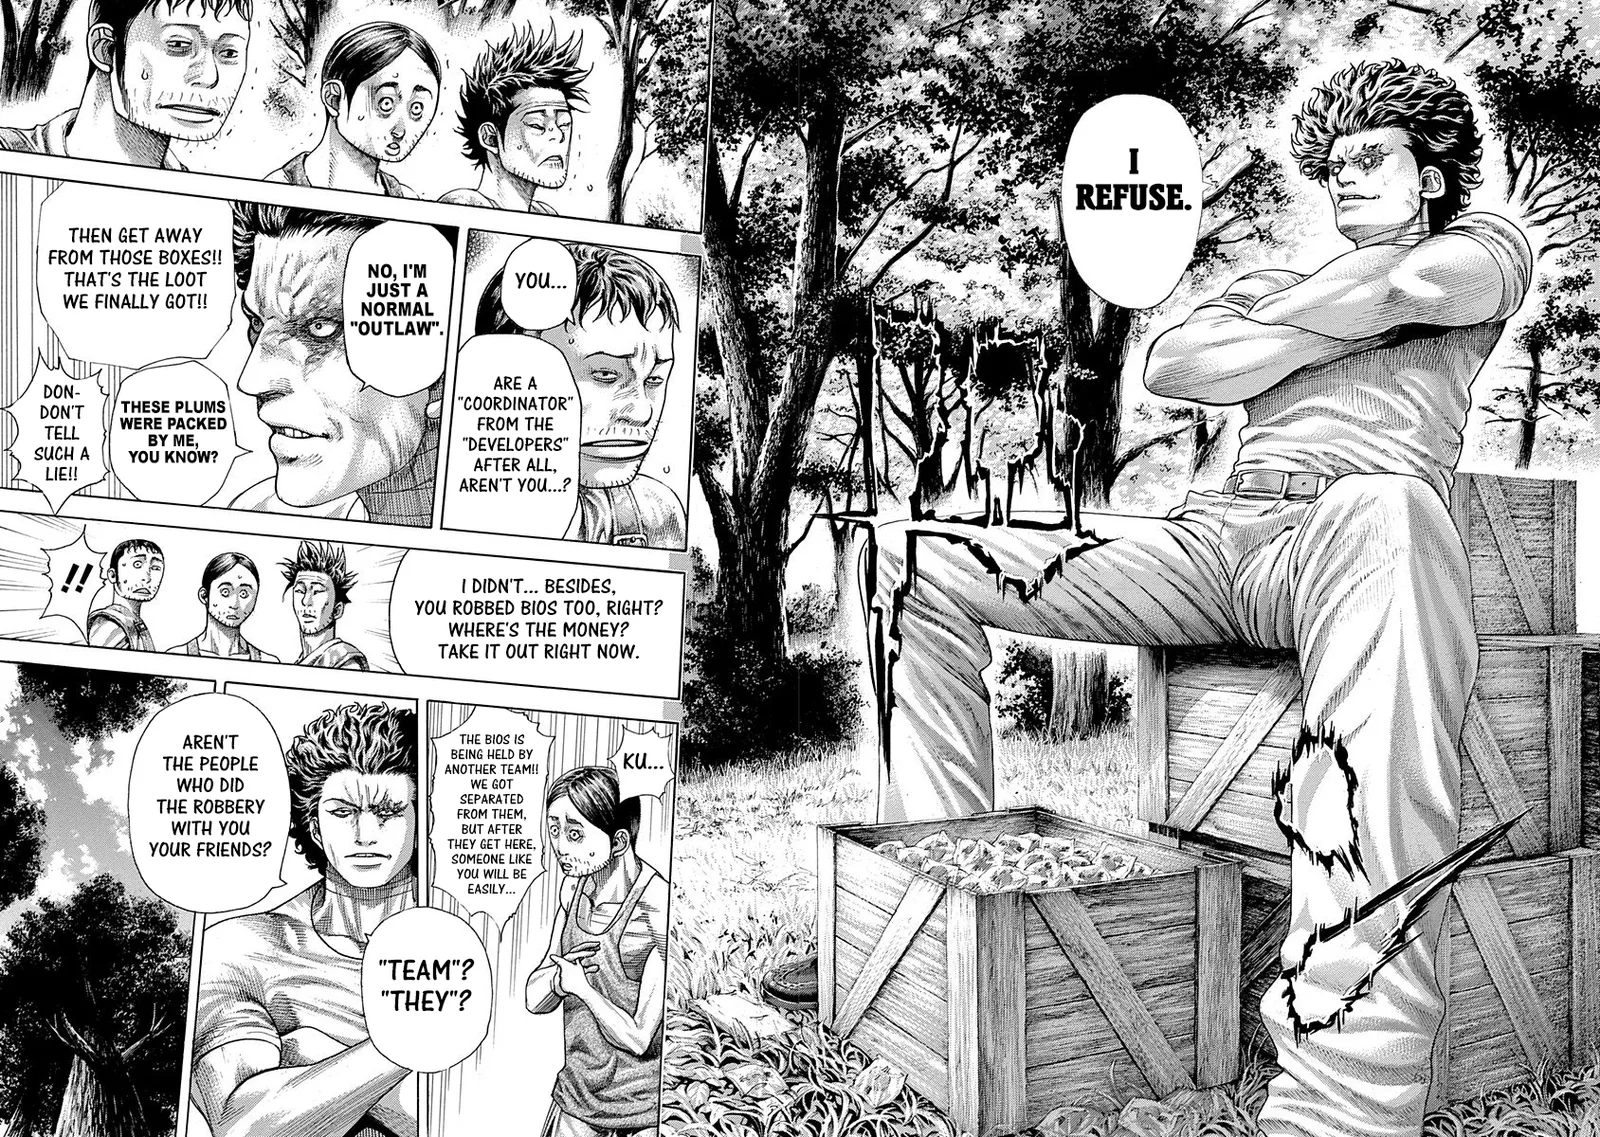 I
REFUSE.
YOU...
ARE A
"COORDINATOR"
FROM THE
"DEVELOPERS"
AFTER ALL,
AREN'T YOU...?
NO, I'M
JUST A
NORMAL
"OUTLAW".
THEN GET AWAY
FROM THOSE BOXES!!
THAT'S THE LOOT
WE FINALLY GOT!!
THESE PLUMS
WERE PACKED
BY ME,
YOU KNOW?
DON-
DON'T
TELL
SUCH A
LIE!!
I DIDN'T... BESIDES,
YOU ROBBED BIOS TOO, RIGHT?
WHERE'S THE MONEY?
TAKE IT OUT RIGHT NOW.
!!
KU...
THE BIOS IS
BEING HELD BY
ANOTHER TEAM!!
WE GOT
SEPARATED
FROM THEM,
BUT AFTER
THEY GET HERE,
SOMEONE LIKE
YOU WILL BE
EASILY...
"TEAM"?
"THEY"?
AREN'T
THE PEOPLE
WHO DID
THE ROBBERY
WITH YOU
YOUR FRIENDS?